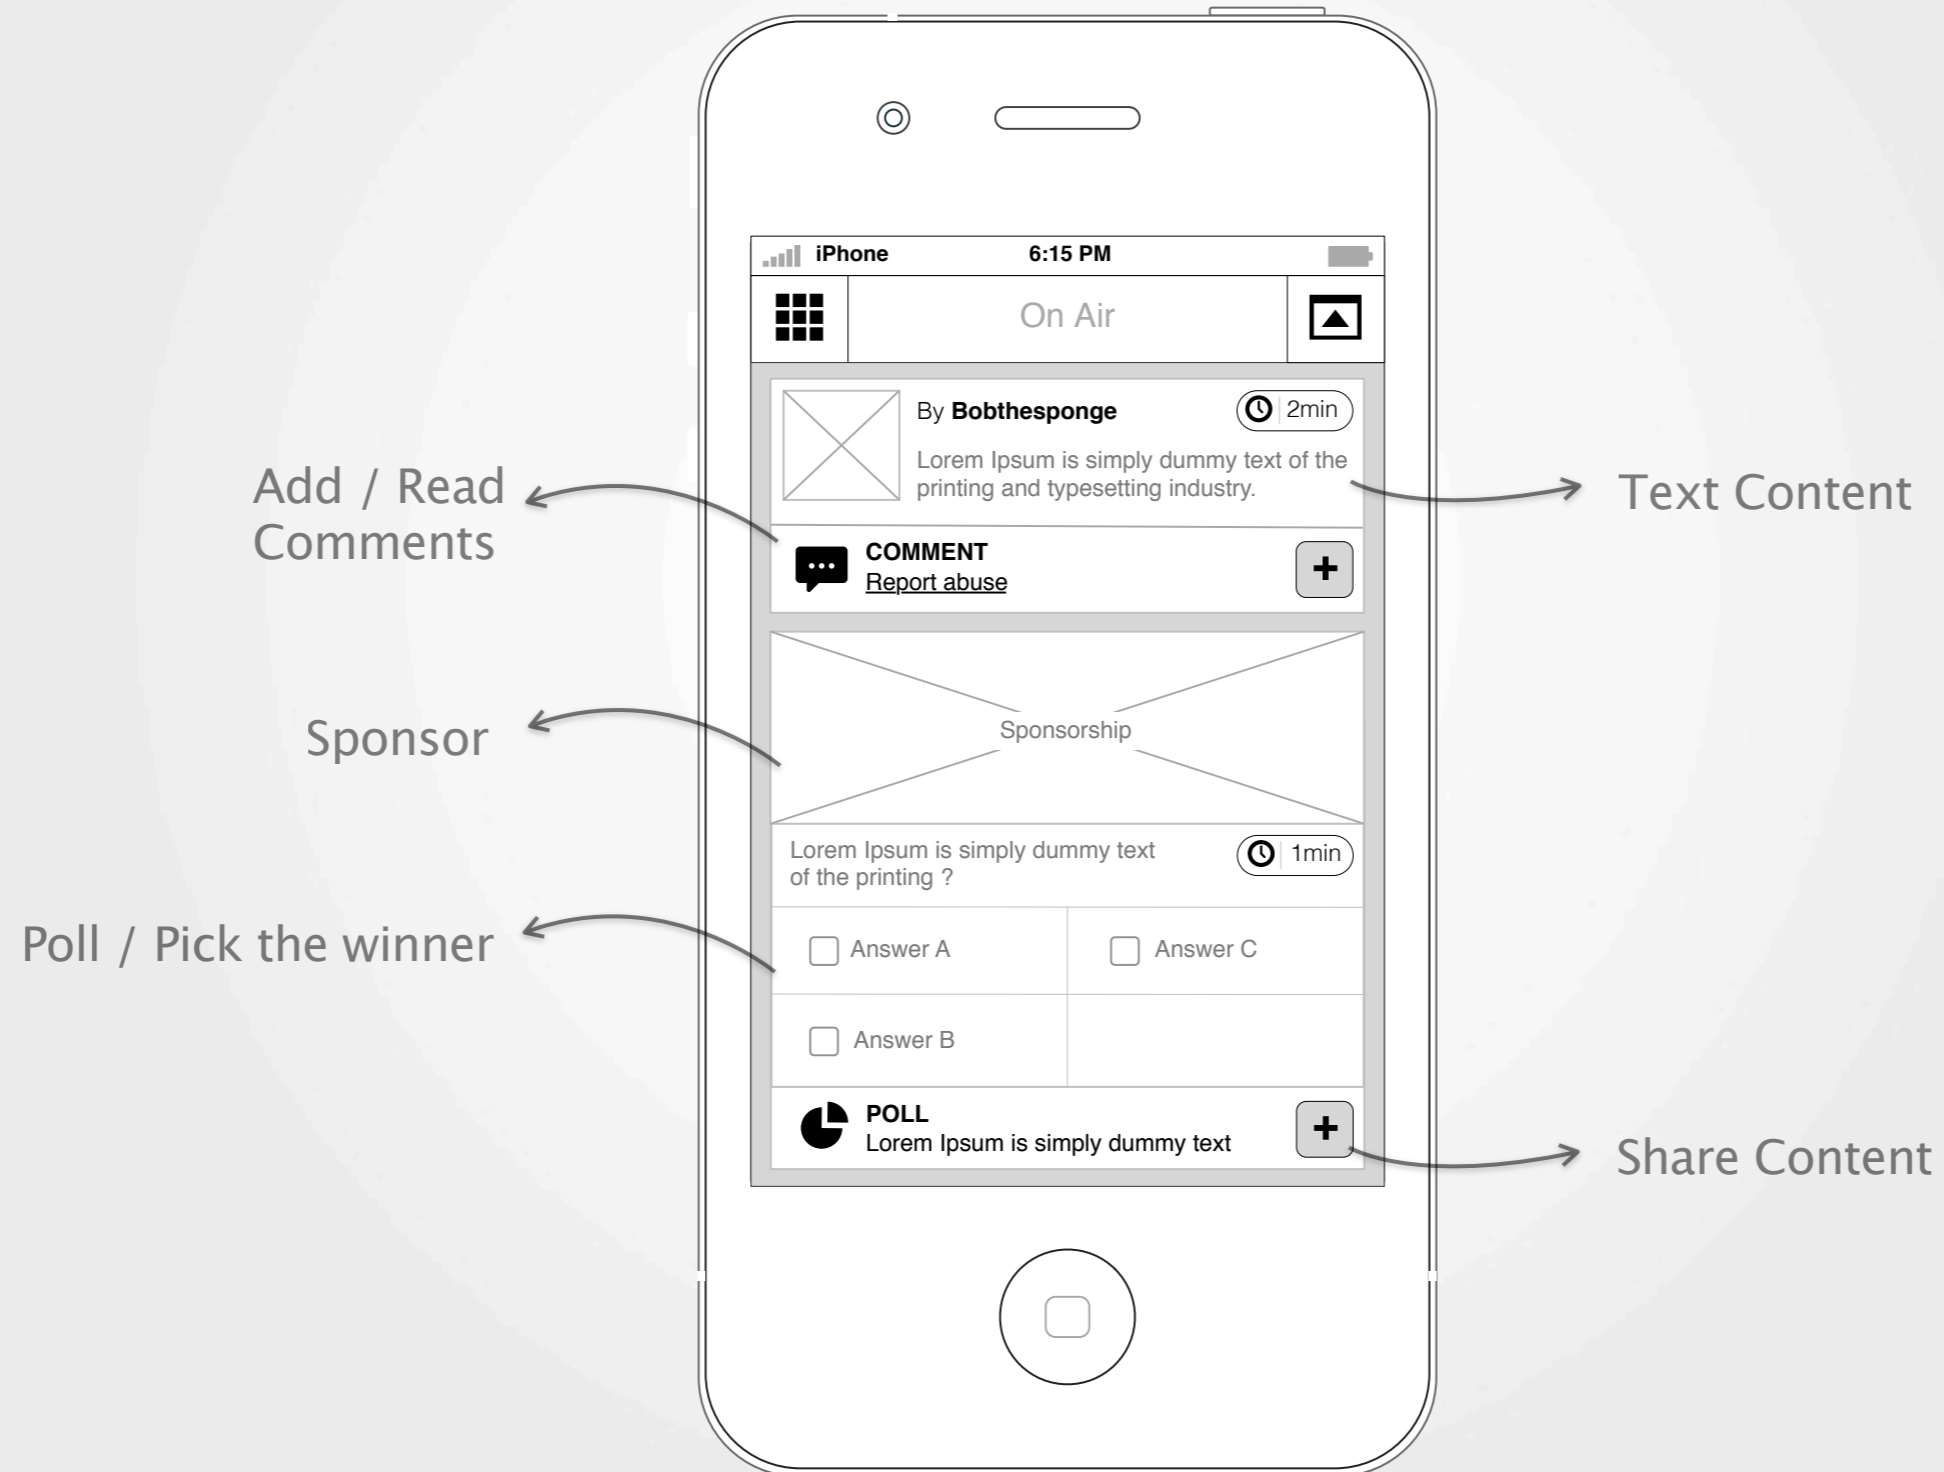 iPhone 6:15 PM
On Air
By Bobthesponge
2min
Lorem Ipsum is simply dummy text of the
printing and typesetting industry.
Add / Read
Comments
Text Content
COMMENT
Report abuse
+
Sponsor
Sponsorship
Lorem Ipsum is simply dummy text
of the printing ?
1min
Poll / Pick the winner
Answer A
Answer C
Answer B
POLL
Lorem Ipsum is simply dummy text
+
Share Content